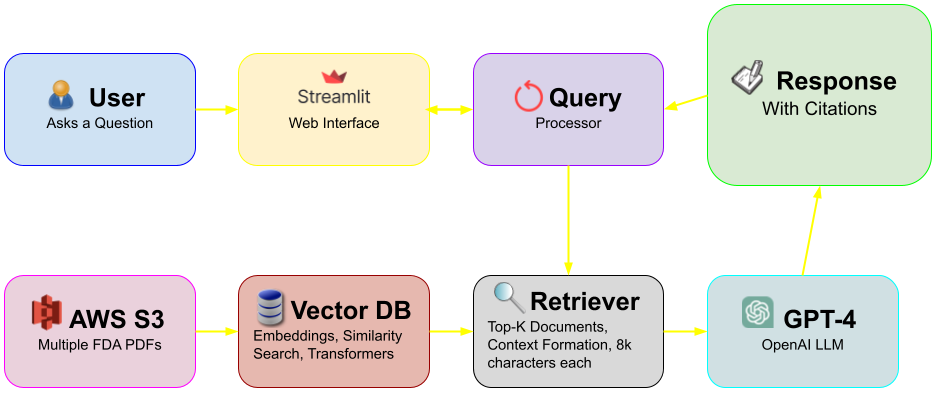 User
Asks a Question
Streamlit
Web Interface
Query
Processor
Response
With Citations
AWS S3
Multiple FDA PDFs
Vector DB
Embeddings, Similarity
Search, Transformers
Retriever
Top-K Documents,
Context Formation, 8k
characters each
GPT-4
OpenAI LLM